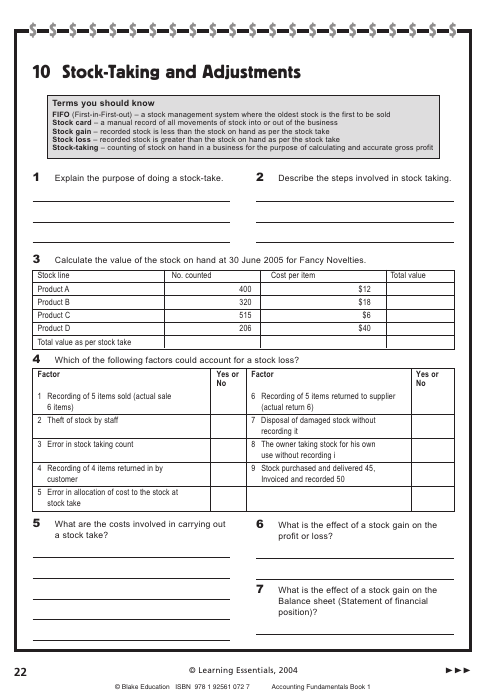 10 Stock-Taking and Adjustments
Terms you should know
FIFO (First-in-First-out) – a stock management system where the oldest stock is the first to be sold
Stock card – a manual record of all movements of stock into or out of the business
Stock gain – recorded stock is less than the stock on hand as per the stock take
Stock loss – recorded stock is greater than the stock on hand as per the stock take
Stock-taking – counting of stock on hand in a business for the purpose of calculating and accurate gross profit
1 Explain the purpose of doing a stock-take.
2 Describe the steps involved in stock taking.
3 Calculate the value of the stock on hand at 30 June 2005 for Fancy Novelties.
Stock line No. counted Cost per item Total value
Product A 400 $12
Product B 320 $18
Product C 515 $6
Product D 206 $40
Total value as per stock take
4 Which of the following factors could account for a stock loss?
Factor Yes or No Factor Yes or No
1 Recording of 5 items sold (actual sale
6 items)
6 Recording of 5 items returned to supplier
(actual return 6)
2 Theft of stock by staff
7 Disposal of damaged stock without
recording it
3 Error in stock taking count
8 The owner taking stock for his own
use without recording i
4 Recording of 4 items returned in by
customer
9 Stock purchased and delivered 45,
Invoiced and recorded 50
5 Error in allocation of cost to the stock at
stock take
5 What are the costs involved in carrying out
a stock take?
6 What is the effect of a stock gain on the
profit or loss?
7 What is the effect of a stock gain on the
Balance sheet (Statement of financial
position)?
22
© Learning Essentials, 2004
© Blake Education ISBN 978 1 92561 072 7 Accounting Fundamentals Book 1